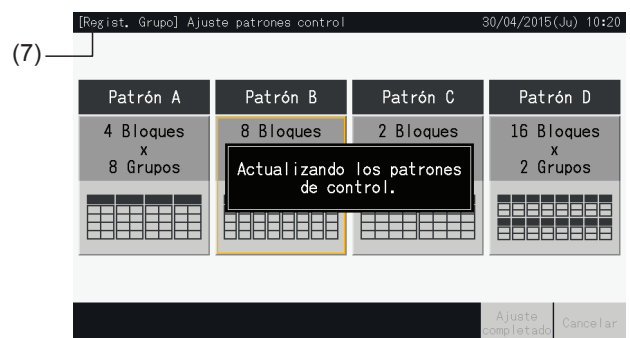 [Regist. Grupo] Ajuste patrones control 30/04/2015(Ju) 10:20
(7)
Patrón A Patrón B Patrón C Patrón D
4 Bloques 8 Bloques 2 Bloques 16 Bloques
x x
8 Grupos 2 Grupos
Actualizando los patrones
de control.
Ajuste
completado Cancelar